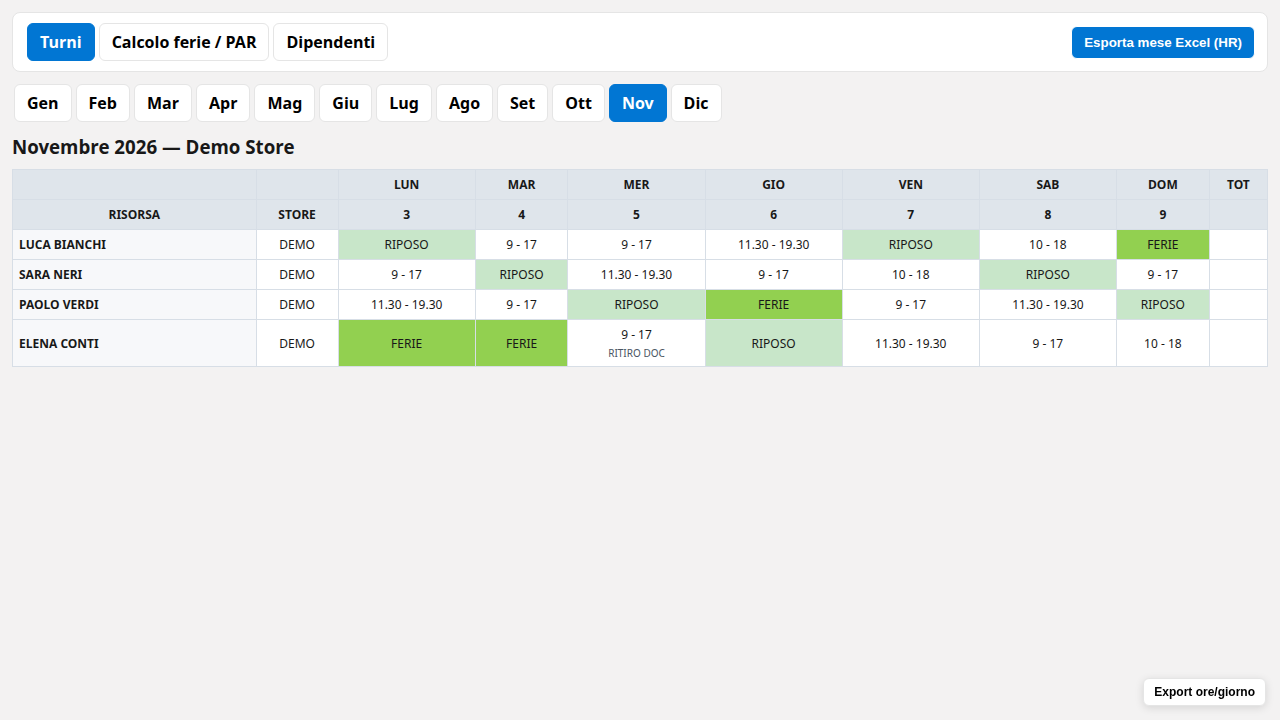 Turni Calcolo ferie / PAR Dipendenti Esporta mese Excel (HR)
Gen Feb Mar Apr Mag Giu Lug Ago Set Ott Nov Dic
Novembre 2026 — Demo Store
LUN MAR MER GIO VEN SAB DOM TOT
RISORSA STORE 3 4 5 6 7 8 9
LUCA BIANCHI DEMO RIPOSO 9 - 17 9 - 17 11.30 - 19.30 RIPOSO 10 - 18 FERIE
SARA NERI DEMO 9 - 17 RIPOSO 11.30 - 19.30 9 - 17 10 - 18 RIPOSO 9 - 17
PAOLO VERDI DEMO 11.30 - 19.30 9 - 17 RIPOSO FERIE 9 - 17 11.30 - 19.30 RIPOSO
ELENA CONTI DEMO FERIE FERIE 9 - 17 RIPOSO 11.30 - 19.30 9 - 17 10 - 18
RITIRO DOC
Export ore/giorno